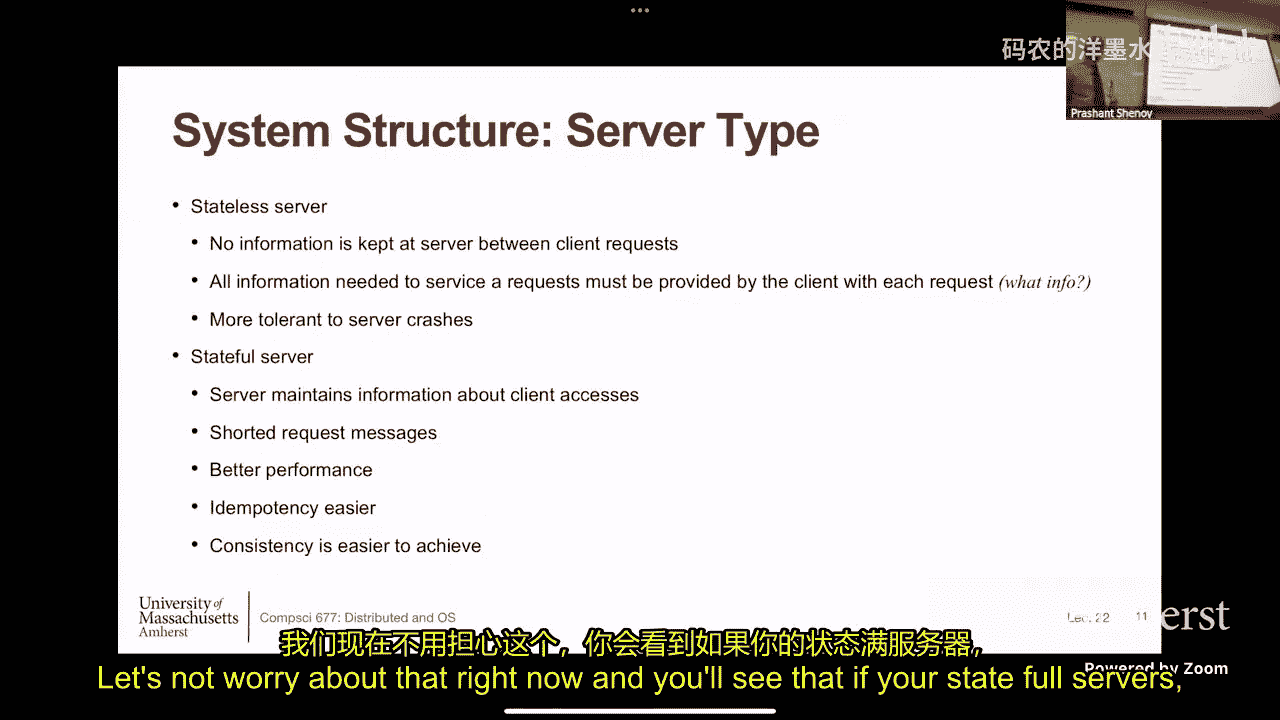 码农的洋墨水
Prashant Shenoy
System Structure: Server Type
• Stateless server
• No information is kept at server between client requests
• All information needed to service a requests must be provided by the client with each request (what info?)
• More tolerant to server crashes
• Stateful server
• Server maintains information about client accesses
• Shorted request messages
• Better performance
• Idempotency easier
• Consistency is easier to achieve
University of
Massachusetts
Amherst
Compsci 677: Distributed and OS
Lec. 22
11
erst
我们现在不用担心这个，你会看到如果你的状态满服务器，
Let's not worry about that right now and you'll see that if your state full servers,
Powered by Zoom